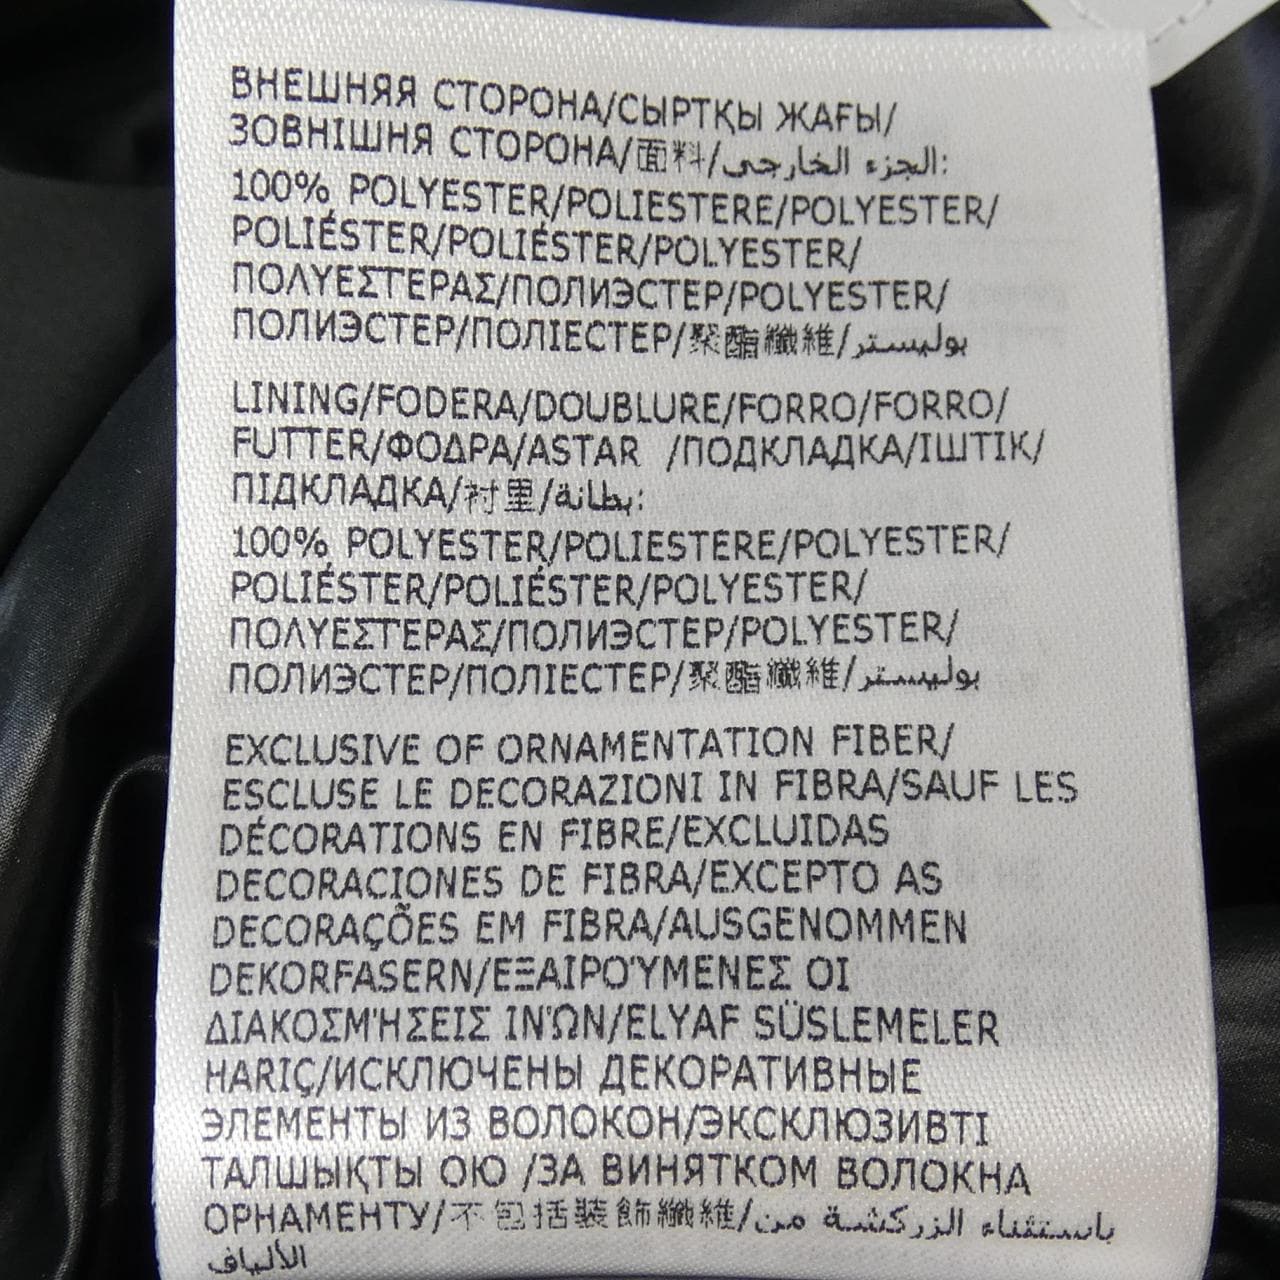 ВНЕШНЯЯ СТОРОНА/СЫРТҚЫ ЖАҒЫ/
ЗОВНІШНЯ СТОРОНА/面料/الجزء الخارجى:
100% POLYESTER/POLIESTERE/POLYESTER/
POLIÉSTER/POLIÉSTER/POLYESTER/
ΠΟΛΥΕΣΤΕΡΑΣ/ПОЛИЭСТЕР/POLYESTER/
ПОЛИЭСТЕР/ПОЛІЕСТЕР/聚酯纖維/بوليستر
LINING/FODERA/DOUBLURE/FORRO/FORRO/
FUTTER/ΦΟΔΡΑ/ASTAR /ПОДКЛАДКА/ІШТІК/
ПІДКЛАДКА/衬里/بطانة:
100% POLYESTER/POLIESTERE/POLYESTER/
POLIÉSTER/POLIÉSTER/POLYESTER/
ΠΟΛΥΕΣΤΕΡΑΣ/ПОЛИЭСТЕР/POLYESTER/
ПОЛИЭСТЕР/ПОЛІЕСТЕР/聚酯纖維/بوليستر
EXCLUSIVE OF ORNAMENTATION FIBER/
ESCLUSE LE DECORAZIONI IN FIBRA/SAUF LES
DÉCORATIONS EN FIBRE/EXCLUIDAS
DECORACIONES DE FIBRA/EXCEPTO AS
DECORAÇÕES EM FIBRA/AUSGENOMMEN
DEKORFASERN/ΕΞΑΙΡΟΎΜΕΝΕΣ ΟΙ
ΔΙΑΚΟΣΜΉΣΕΙΣ ΙΝΏΝ/ELYAF SÜSLEMELER
HARIÇ/ИСКЛЮЧЕНЫ ДЕКОРАТИВНЫЕ
ЭЛЕМЕНТЫ ИЗ ВОЛОКОН/ЭКСКЛЮЗИВТІ
ТАЛШЫҚТЫ ОЮ /ЗА ВИНЯТКОМ ВОЛОКНА
ОРНАМЕНТУ/不包括裝飾纖維/باستثناء الزركشة من
الألياف